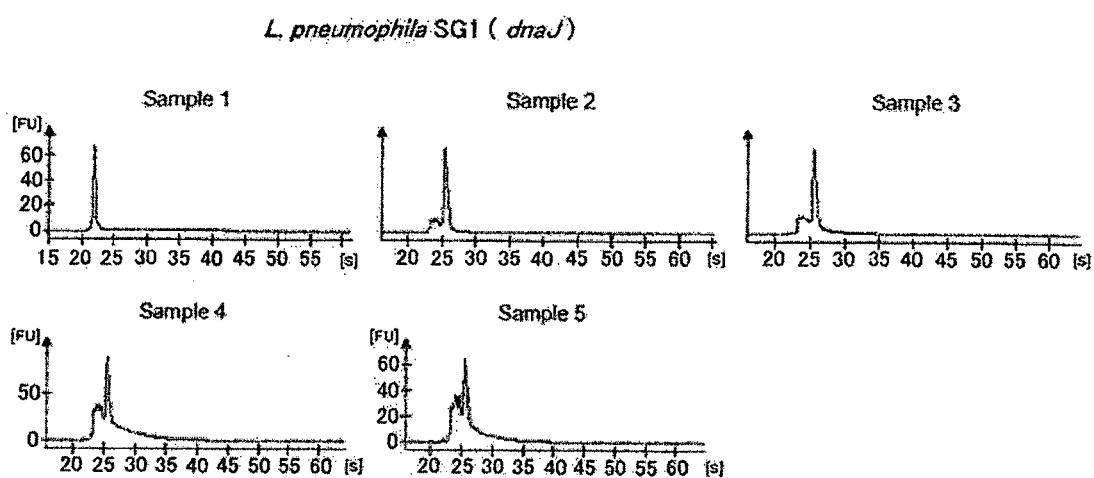 L. pneumophila SG1 ( dnaJ )
Sample 1
[FU]
60
40
20
0
15 20 25 30 35 40 45 50 55 [s]
Sample 2
20 25 30 35 40 45 50 55 60 [s]
Sample 3
20 25 30 35 40 45 50 55 60 [s]
Sample 4
[FU]
50
0
20 25 30 35 40 45 50 55 60 [s]
Sample 5
[FU]
60
40
20
0
20 25 30 35 40 45 50 55 60 [s]